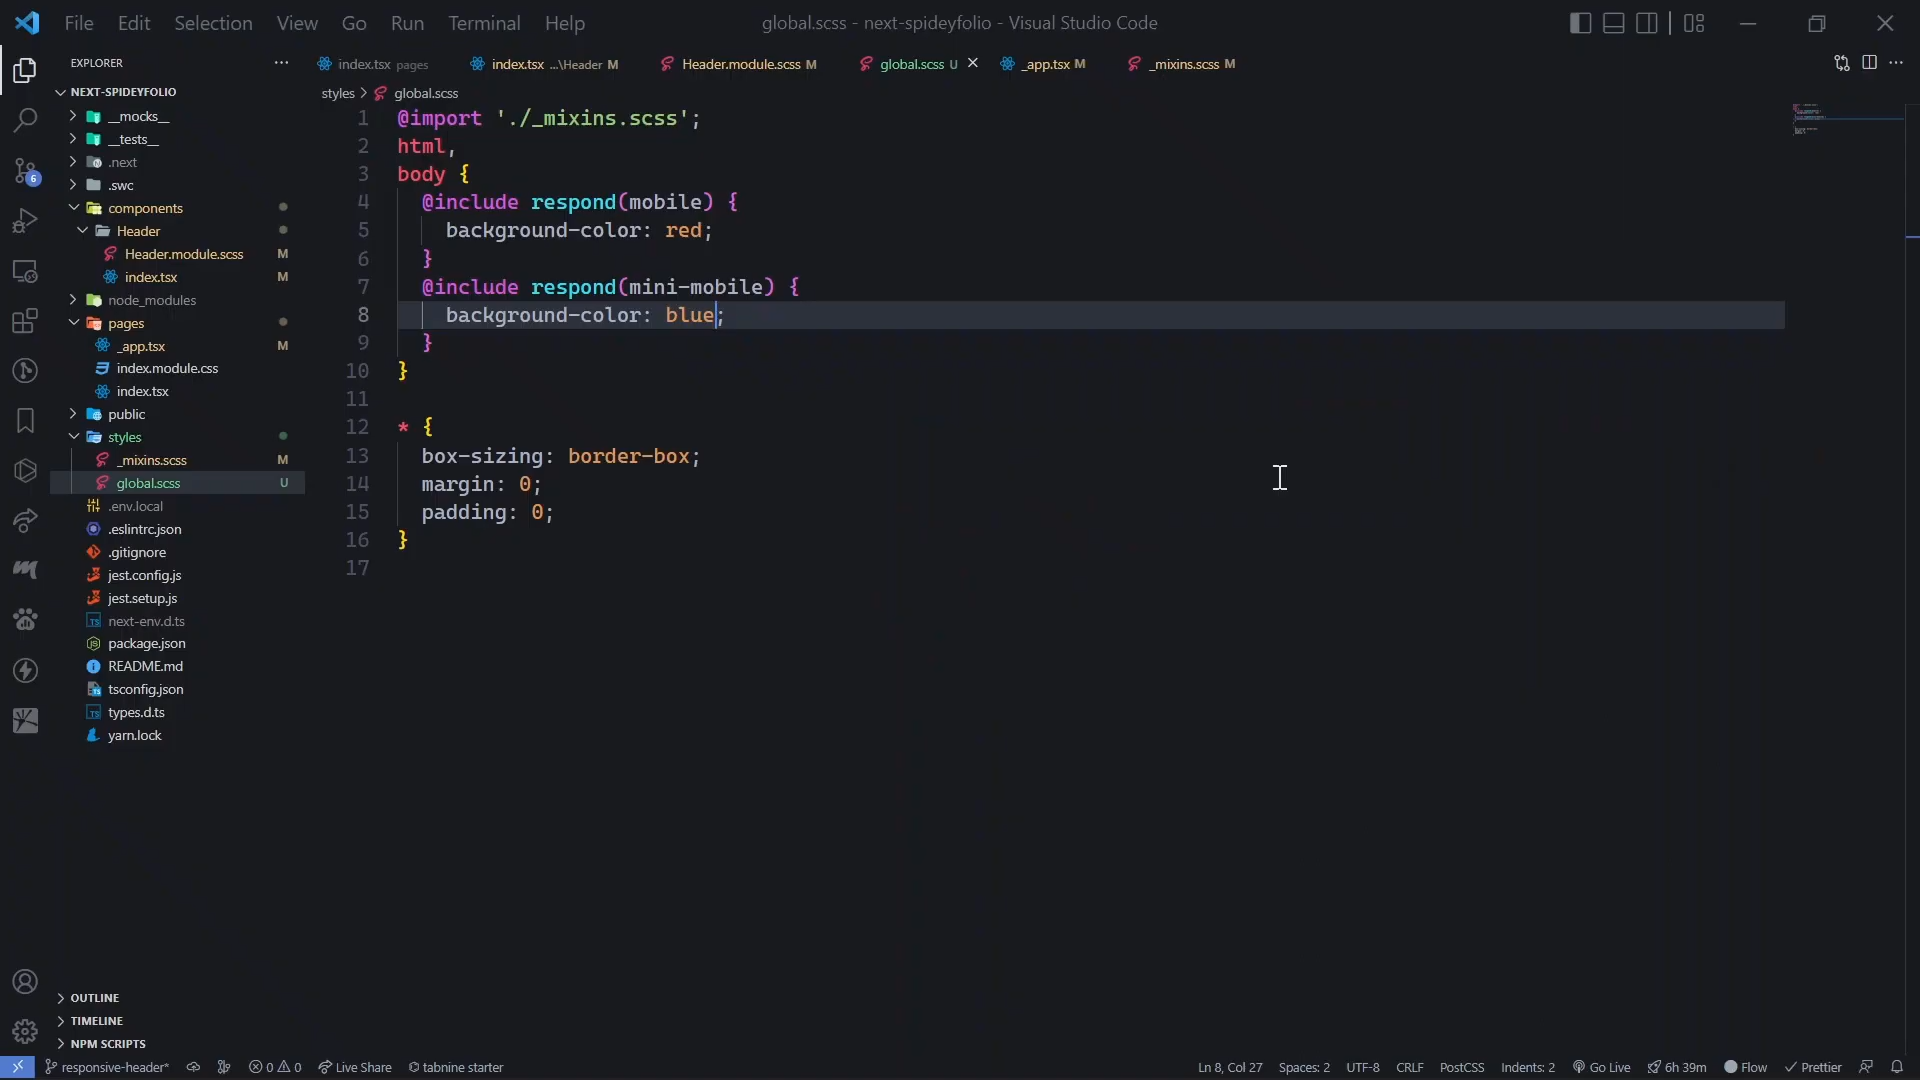 File Edit Selection View Go Run Terminal Help
global.scss - next-spideyfolio - Visual Studio Code
EXPLORER
index.tsx pages
index.tsx ...\Header M
Header.module.scss M
global.scss U
_app.tsx M
_mixins.scss M
NEXT-SPIDEYFOLIO
styles > global.scss
__mocks__
__tests__
.next
.swc
components
Header
Header.module.scss M
index.tsx M
node_modules
pages
_app.tsx M
index.module.css
index.tsx
public
styles
_mixins.scss M
global.scss U
.env.local
.eslintrc.json
.gitignore
jest.config.js
jest.setup.js
next-env.d.ts
package.json
README.md
tsconfig.json
types.d.ts
yarn.lock
6
1 @import './_mixins.scss';
2 html,
3 body {
4 @include respond(mobile) {
5 background-color: red;
6 }
7 @include respond(mini-mobile) {
8 background-color: blue;
9 }
10 }
11
12 * {
13 box-sizing: border-box;
14 margin: 0;
15 padding: 0;
16 }
17
OUTLINE
TIMELINE
NPM SCRIPTS
responsive-header* 0 0 Live Share tabnine starter
Ln 8, Col 27 Spaces: 2 UTF-8 CRLF PostCSS Indents: 2 Go Live 6h 39m Flow Prettier